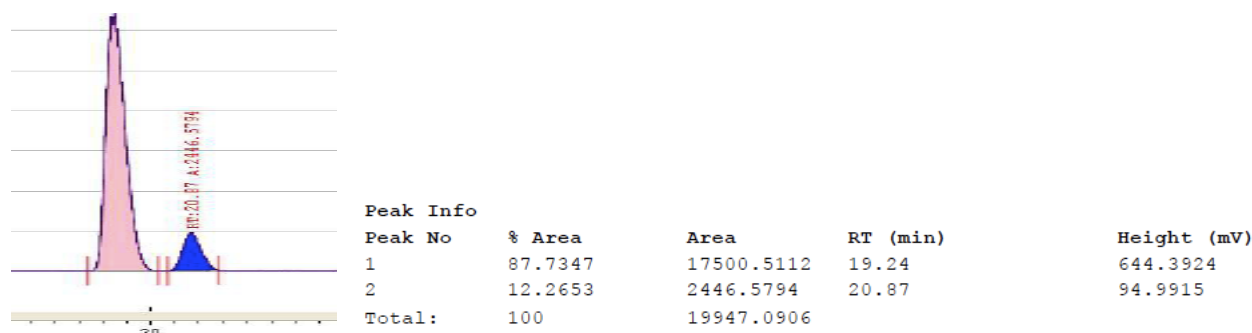 RT:20.87 A:2446.5794
Peak Info
Peak No % Area Area RT (min) Height (mV)
1 87.7347 17500.5112 19.24 644.3924
2 12.2653 2446.5794 20.87 94.9915
Total: 100 19947.0906